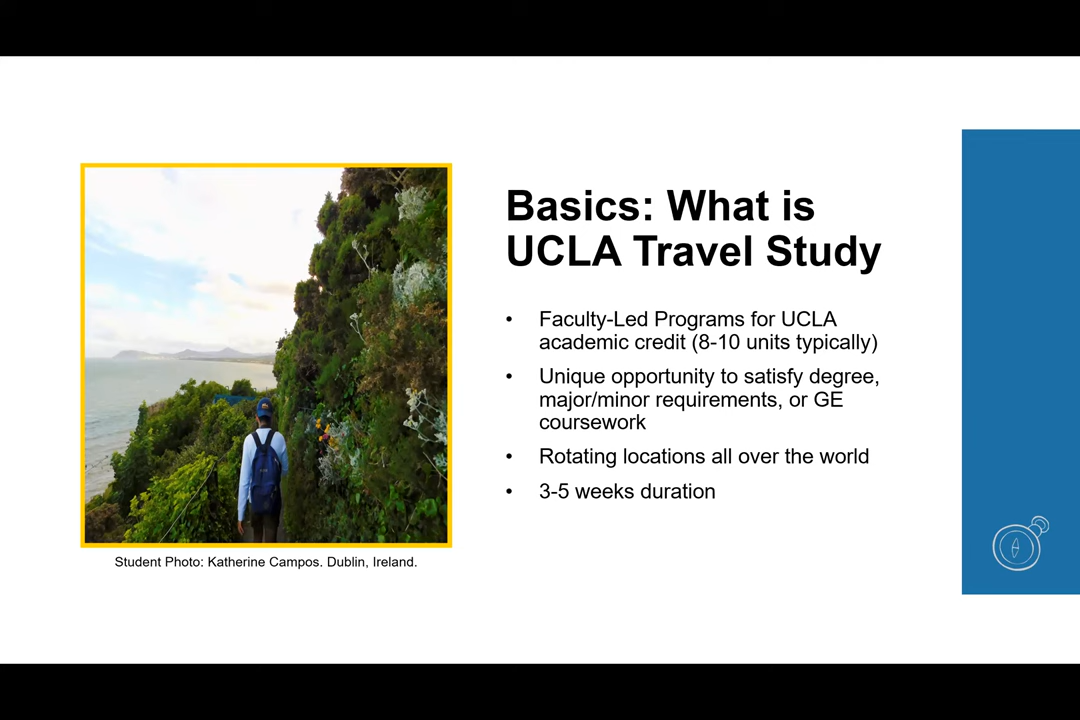 Basics: What is
UCLA Travel Study
• Faculty-Led Programs for UCLA
academic credit (8-10 units typically)
• Unique opportunity to satisfy degree,
major/minor requirements, or GE
coursework
• Rotating locations all over the world
• 3-5 weeks duration
Student Photo: Katherine Campos. Dublin, Ireland.